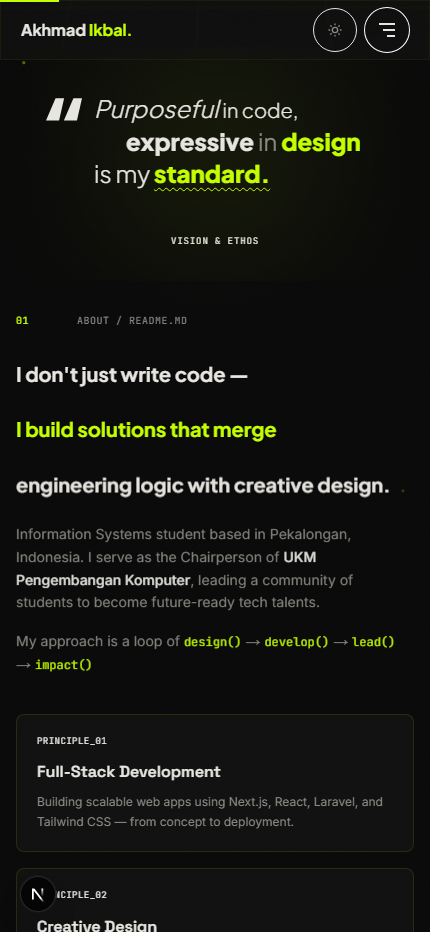 Akhmad Ikbal.
Purposeful in code,
expressive in design
is my standard.
VISION & ETHOS
01 ABOUT / README.MD
I don't just write code —
I build solutions that merge
engineering logic with creative design.
Information Systems student based in Pekalongan,
Indonesia. I serve as the Chairperson of UKM
Pengembangan Komputer, leading a community of
students to become future-ready tech talents.
My approach is a loop of design() → develop() → lead()
→ impact()
PRINCIPLE_01
Full-Stack Development
Building scalable web apps using Next.js, React, Laravel, and
Tailwind CSS — from concept to deployment.
N
NCIPLE_02
Creative Design